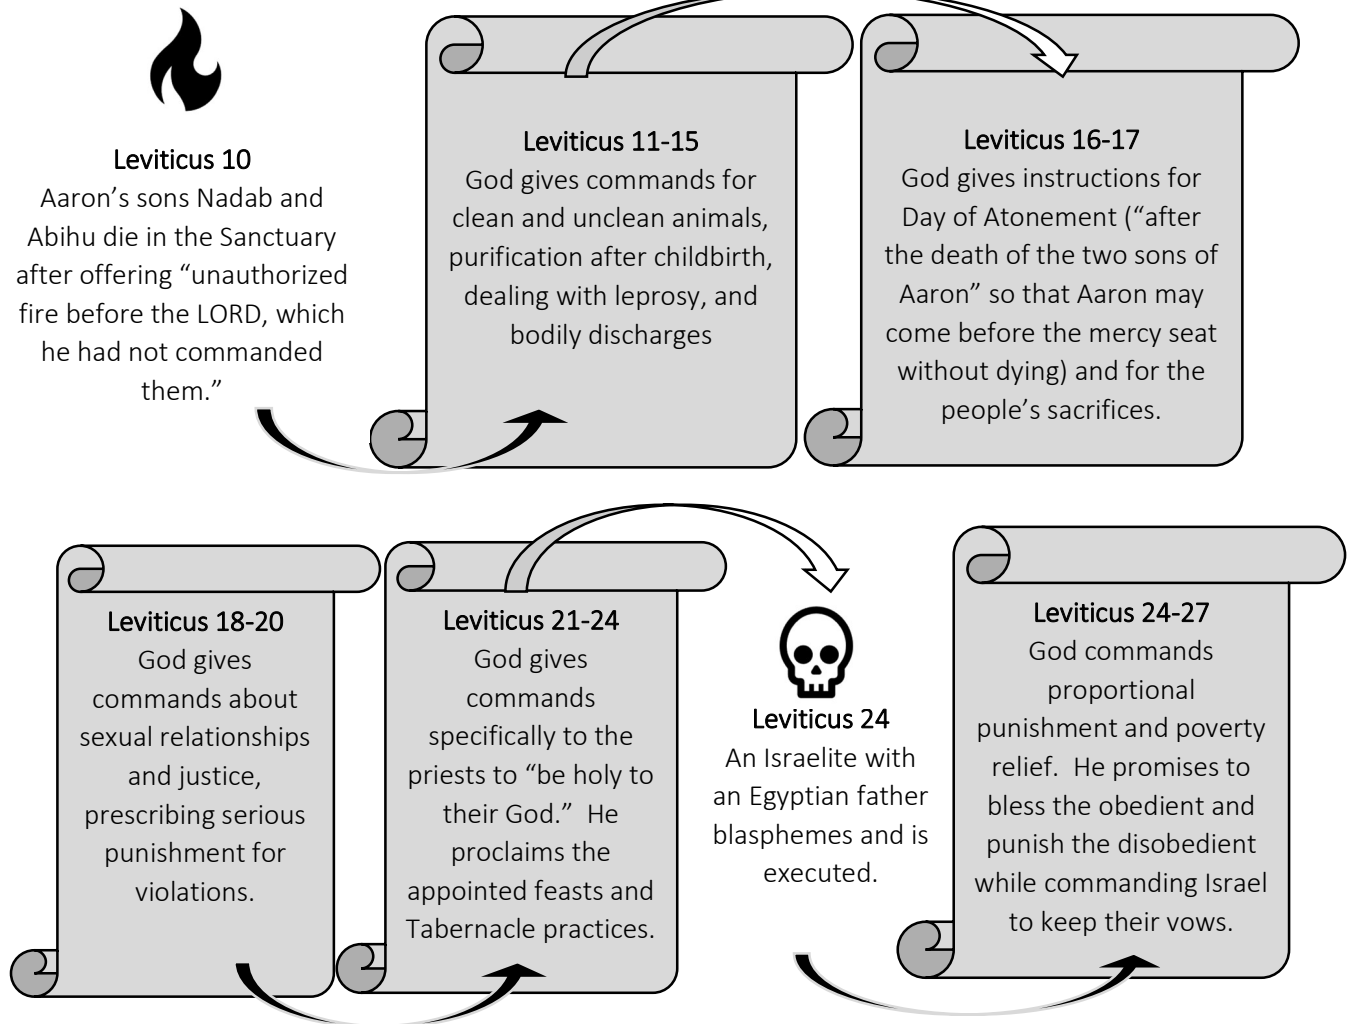 Leviticus 10
Aaron’s sons Nadab and
Abihu die in the Sanctuary
after offering “unauthorized
fire before the LORD, which
he had not commanded
them.”
Leviticus 11-15
God gives commands for
clean and unclean animals,
purification after childbirth,
dealing with leprosy, and
bodily discharges
Leviticus 16-17
God gives instructions for
Day of Atonement (“after
the death of the two sons of
Aaron” so that Aaron may
come before the mercy seat
without dying) and for the
people’s sacrifices.
Leviticus 18-20
God gives
commands about
sexual relationships
and justice,
prescribing serious
punishment for
violations.
Leviticus 21-24
God gives
commands
specifically to the
priests to “be holy to
their God.”  He
proclaims the
appointed feasts and
Tabernacle practices.
Leviticus 24
An Israelite with
an Egyptian father
blasphemes and is
executed.
Leviticus 24-27
God commands
proportional
punishment and poverty
relief.  He promises to
bless the obedient and
punish the disobedient
while commanding Israel
to keep their vows.